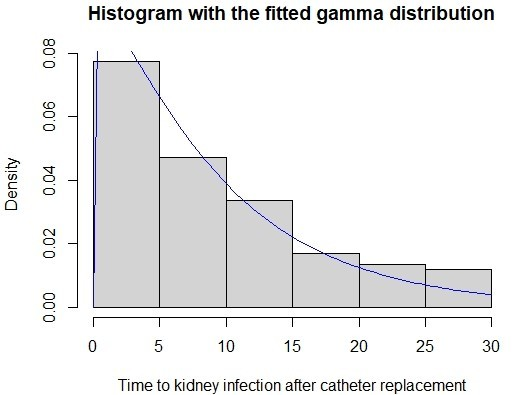 Histogram with the fitted gamma distribution
Density
0.08
0.06
0.04
0.02
0.00
0 5 10 15 20 25 30
Time to kidney infection after catheter replacement